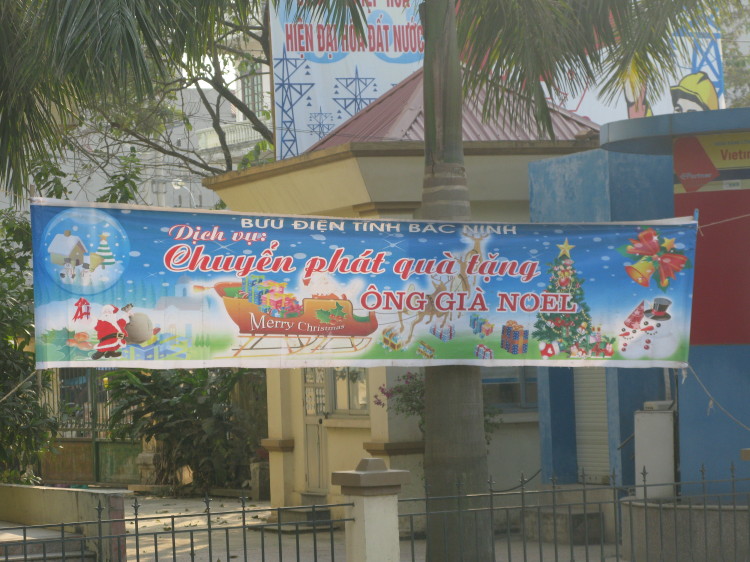 HIỆN ĐẠI HÓA ĐẤT NƯỚC
BƯU ĐIỆN TỈNH BẮC NINH
Dịch vụ:
Chuyển phát quà tặng
ÔNG GIÀ NOEL
Merry Christmas